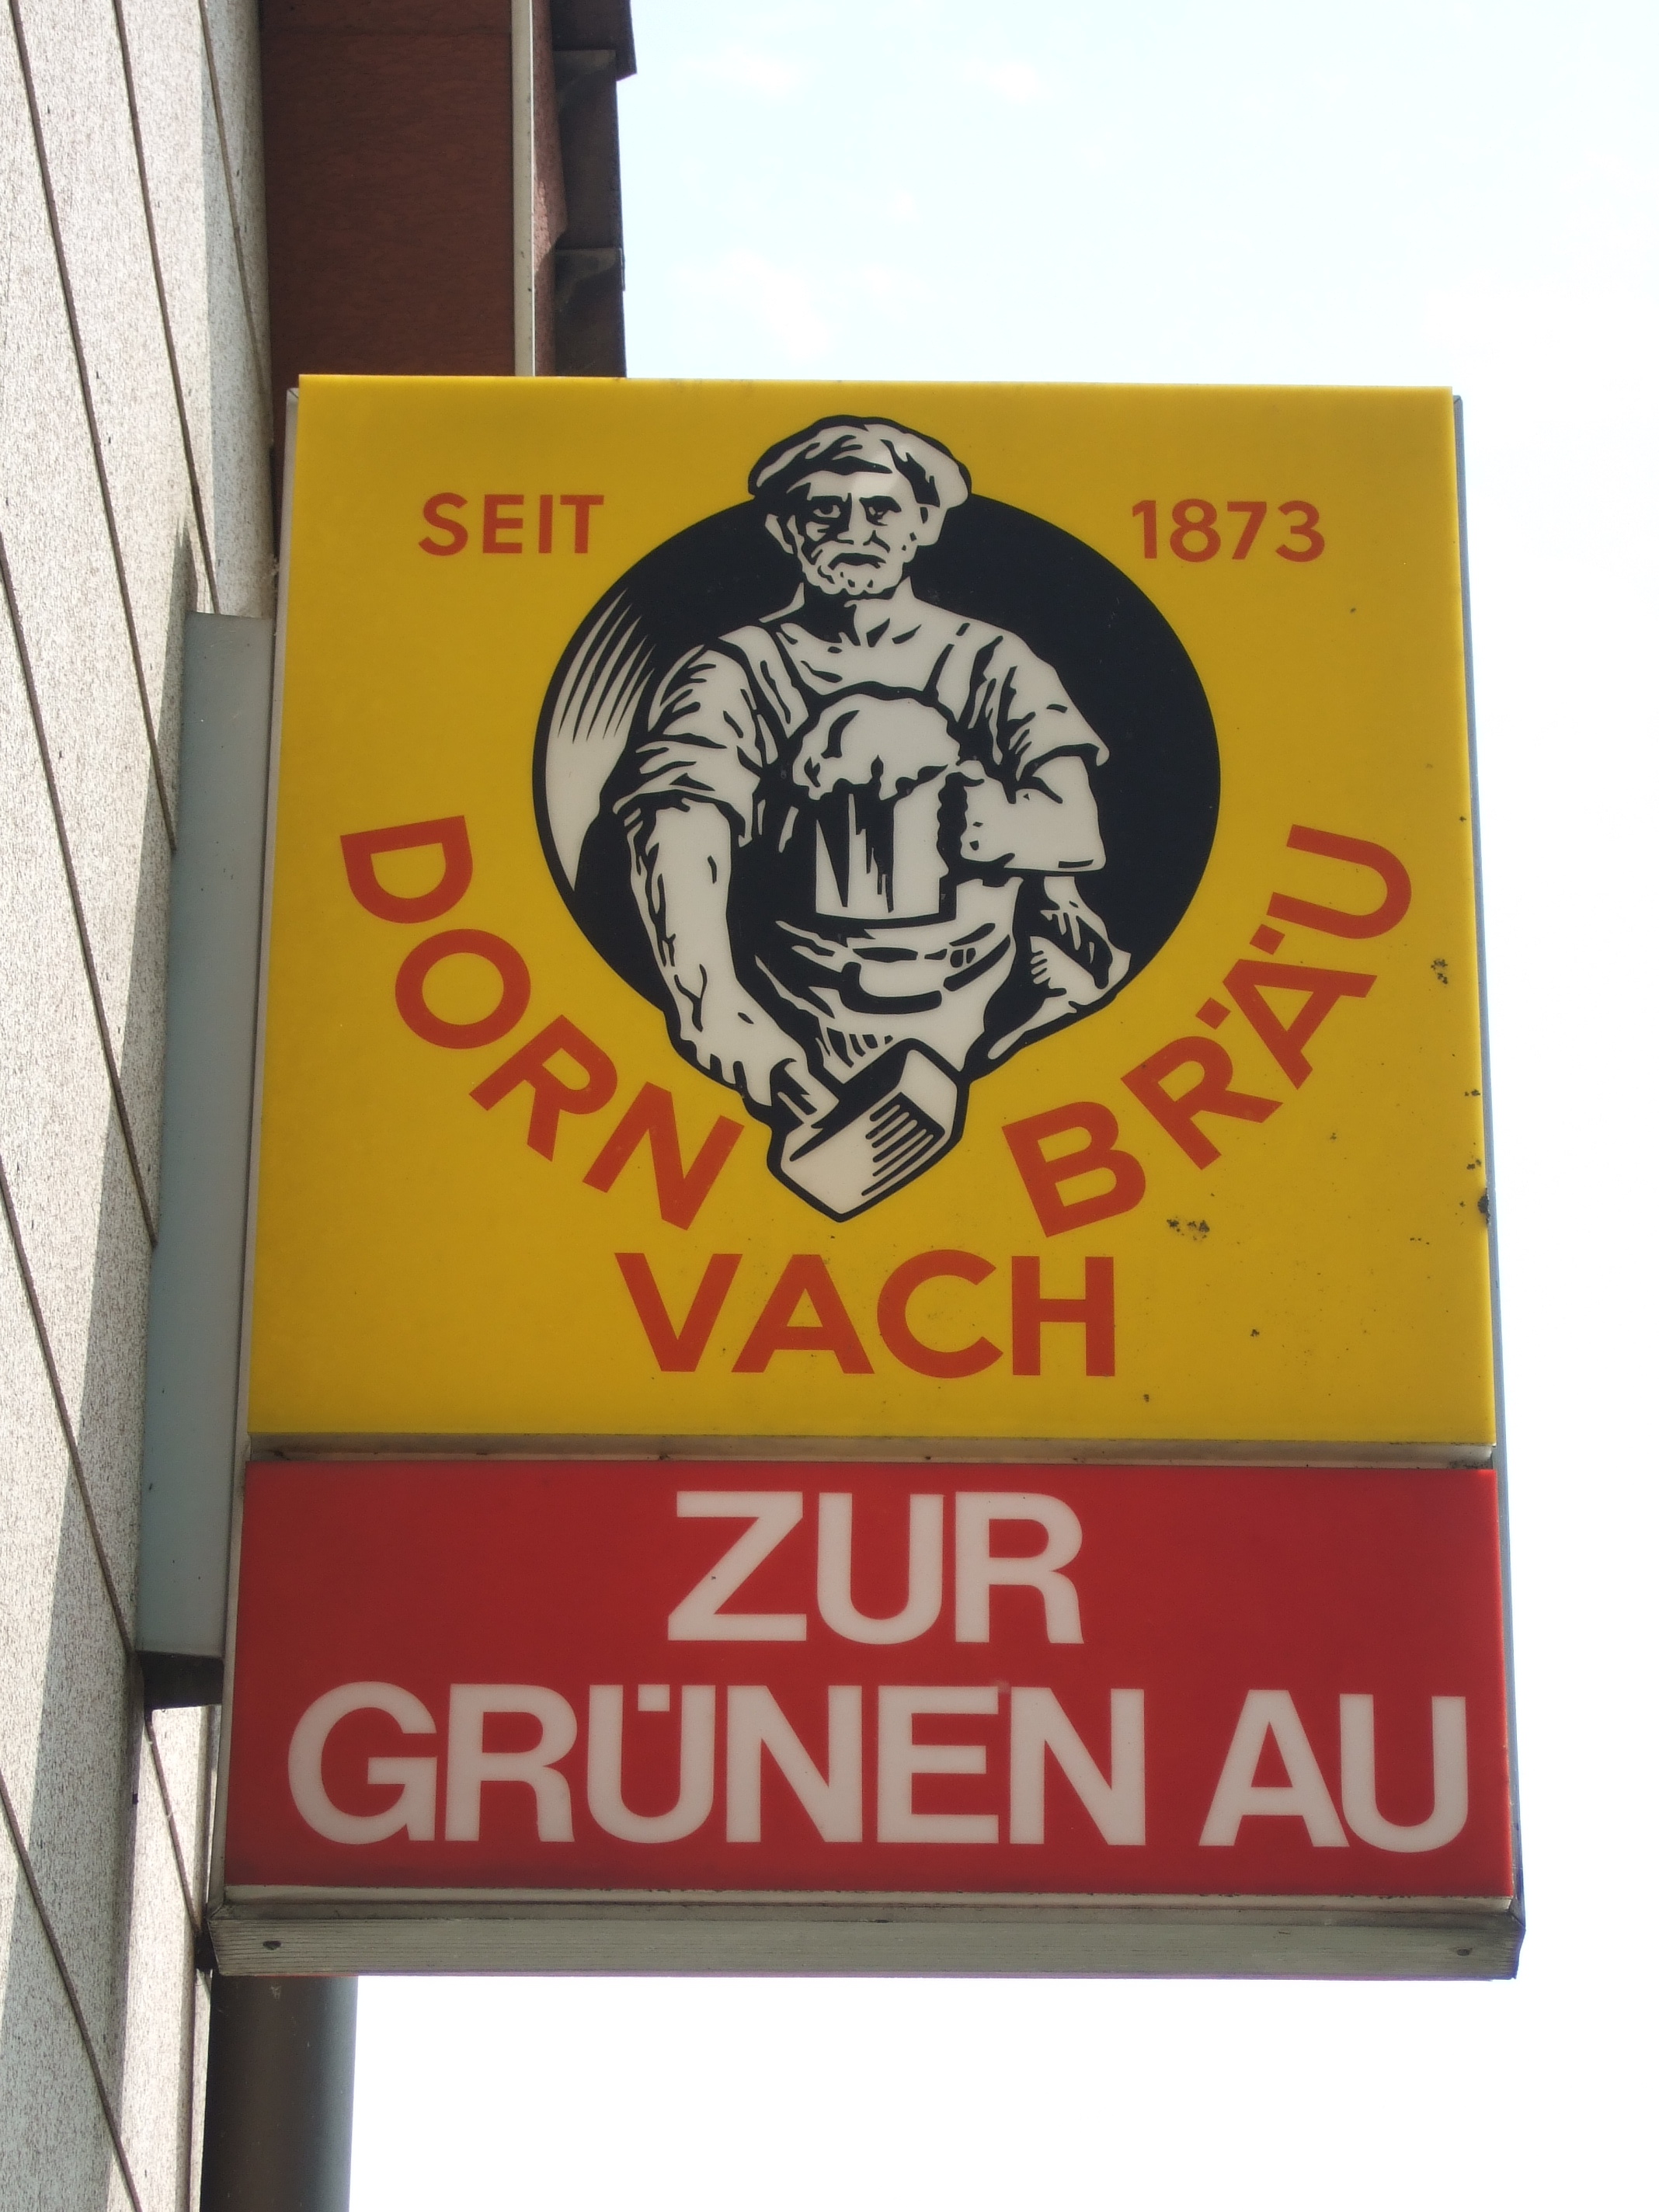 SEIT 1873
DORN BRÄU
VACH
ZUR
GRÜNEN AU